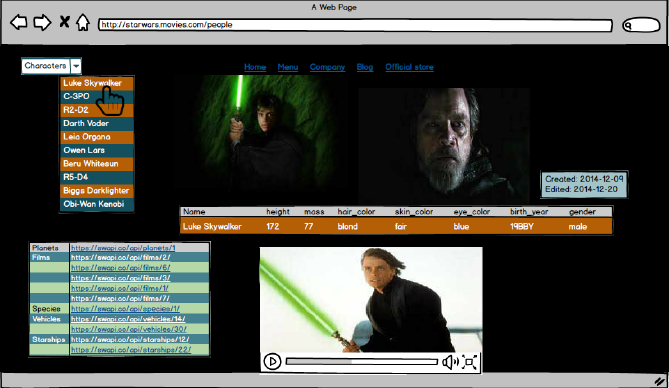 A Web Page
http://starwars.movies.com/people
Characters
Home Menu Company Blog Official store
Luke Skywalker
C-3PO
R2-D2
Darth Vader
Leia Organa
Owen Lars
Beru Whitesun
R5-D4
Biggs Darklighter
Obi-Wan Kenobi
Created: 2014-12-09
Edited: 2014-12-20
Name height mass hair_color skin_color eye_color birth_year gender
Luke Skywalker 172 77 blond fair blue 19BBY male
Planets https://swapi.co/api/planets/1
Films https://swapi.co/api/films/2/
https://swapi.co/api/films/6/
https://swapi.co/api/films/3/
https://swapi.co/api/films/1/
https://swapi.co/api/films/7/
Species https://swapi.co/api/species/1/
Vehicles https://swapi.co/api/vehicles/14/
https://swapi.co/api/vehicles/30/
Starships https://swapi.co/api/starships/12/
https://swapi.co/api/starships/22/